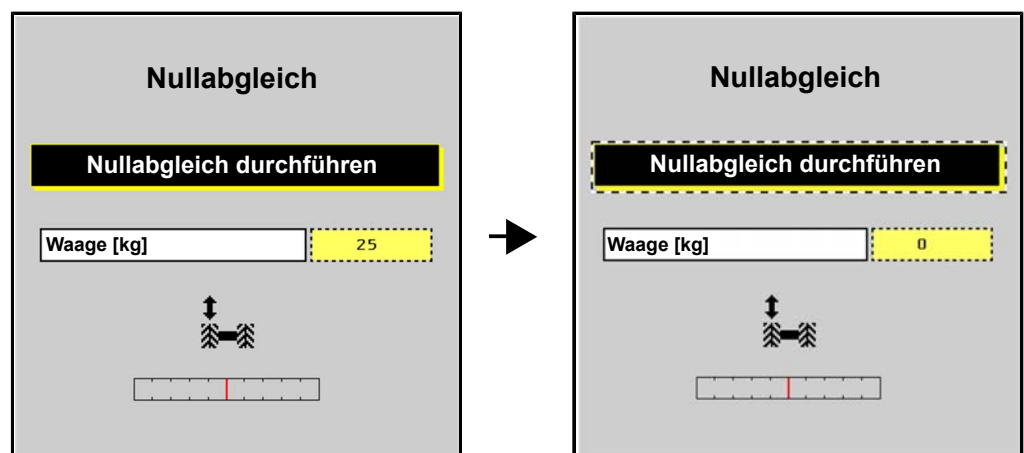 Nullabgleich
Nullabgleich durchführen
Waage [kg] 25
Nullabgleich
Nullabgleich durchführen
Waage [kg] 0